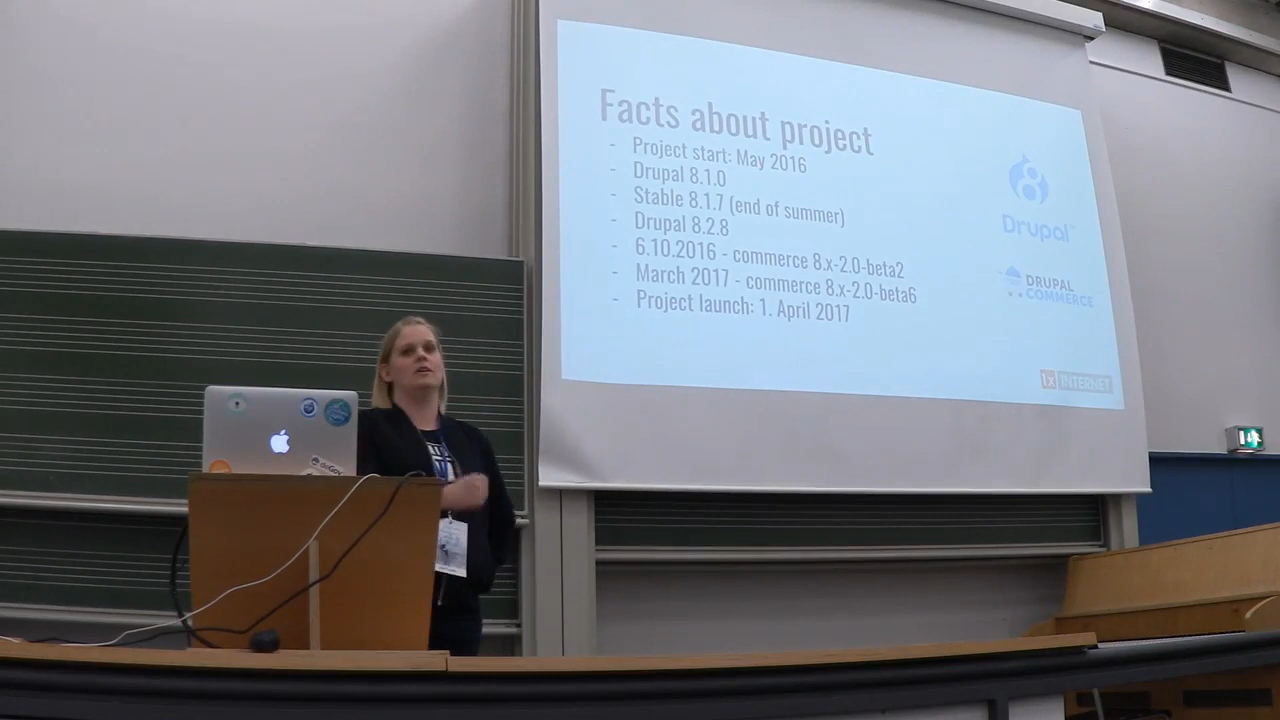 Facts about project
- Project start: May 2016
- Drupal 8.1.0
- Stable 8.1.7 (end of summer)
- Drupal 8.2.8
- 6.10.2016 - commerce 8.x-2.0-beta2
- March 2017 - commerce 8.x-2.0-beta6
- Project launch: 1. April 2017
8
Drupal™
DRUPAL
COMMERCE
1x INTERNET